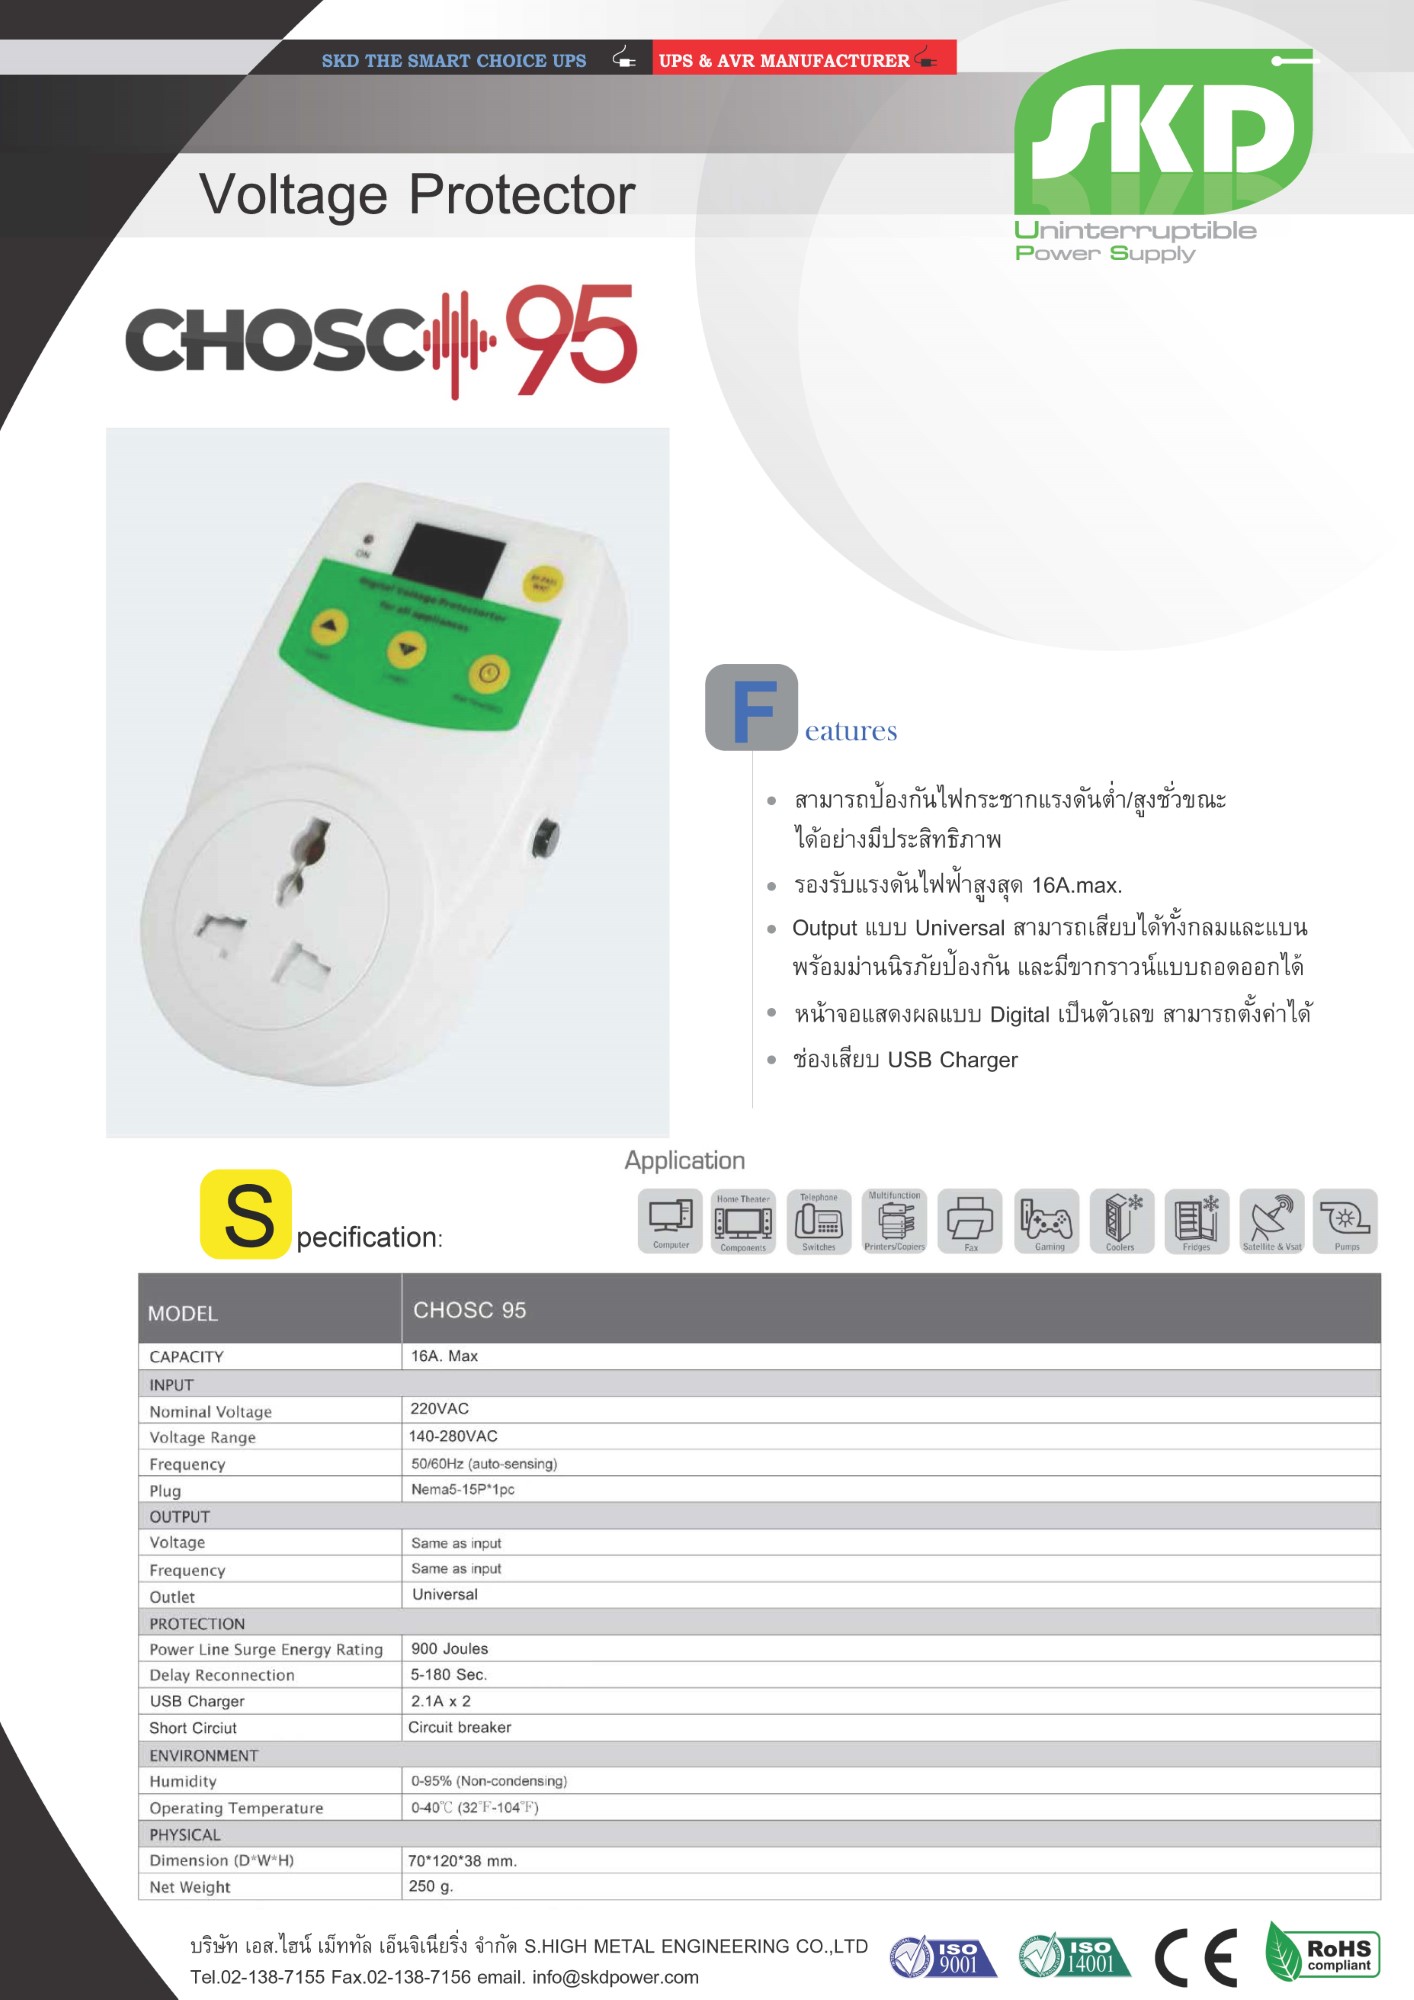 SKD THE SMART CHOICE UPS
UPS & AVR MANUFACTURER
SKD
Uninterruptible
Power Supply
Voltage Protector
CHOSC 95
ON
Digital Voltage Protectorter
for all appliances
Features
สามารถป้องกันไฟกระชากแรงดันต่ำ/สูงชั่วขณะ
ได้อย่างมีประสิทธิภาพ
รองรับแรงดันไฟฟ้าสูงสุด 16A.max.
Output แบบ Universal สามารถเสียบได้ทั้งกลมและแบน
พร้อมม่านนิรภัยป้องกัน และมีขากราวน์แบบถอดออกได้
หน้าจอแสดงผลแบบ Digital เป็นตัวเลข สามารถตั้งค่าได้
ช่องเสียบ USB Charger
Application
Computer
Home Theater
Components
Telephone
Switches
Multifunction
Printers/Copiers
Fax
Gaming
Coolers
Fridges
Satellite & Vsat
Pumps
Specification:
MODEL CHOSC 95
CAPACITY 16A. Max
INPUT
Nominal Voltage 220VAC
Voltage Range 140-280VAC
Frequency 50/60Hz (auto-sensing)
Plug Nema5-15P*1pc
OUTPUT
Voltage Same as input
Frequency Same as input
Outlet Universal
PROTECTION
Power Line Surge Energy Rating 900 Joules
Delay Reconnection 5-180 Sec.
USB Charger 2.1A x 2
Short Circiut Circuit breaker
ENVIRONMENT
Humidity 0-95% (Non-condensing)
Operating Temperature 0-40℃ (32℉-104℉)
PHYSICAL
Dimension (D*W*H) 70*120*38 mm.
Net Weight 250 g.
บริษัท เอส.ไฮน์ เม็ททัล เอ็นจิเนียริ่ง จำกัด S.HIGH METAL ENGINEERING CO.,LTD
Tel.02-138-7155 Fax.02-138-7156 email. info@skdpower.com
ISO
9001
ISO
14001
CE
RoHS
compliant